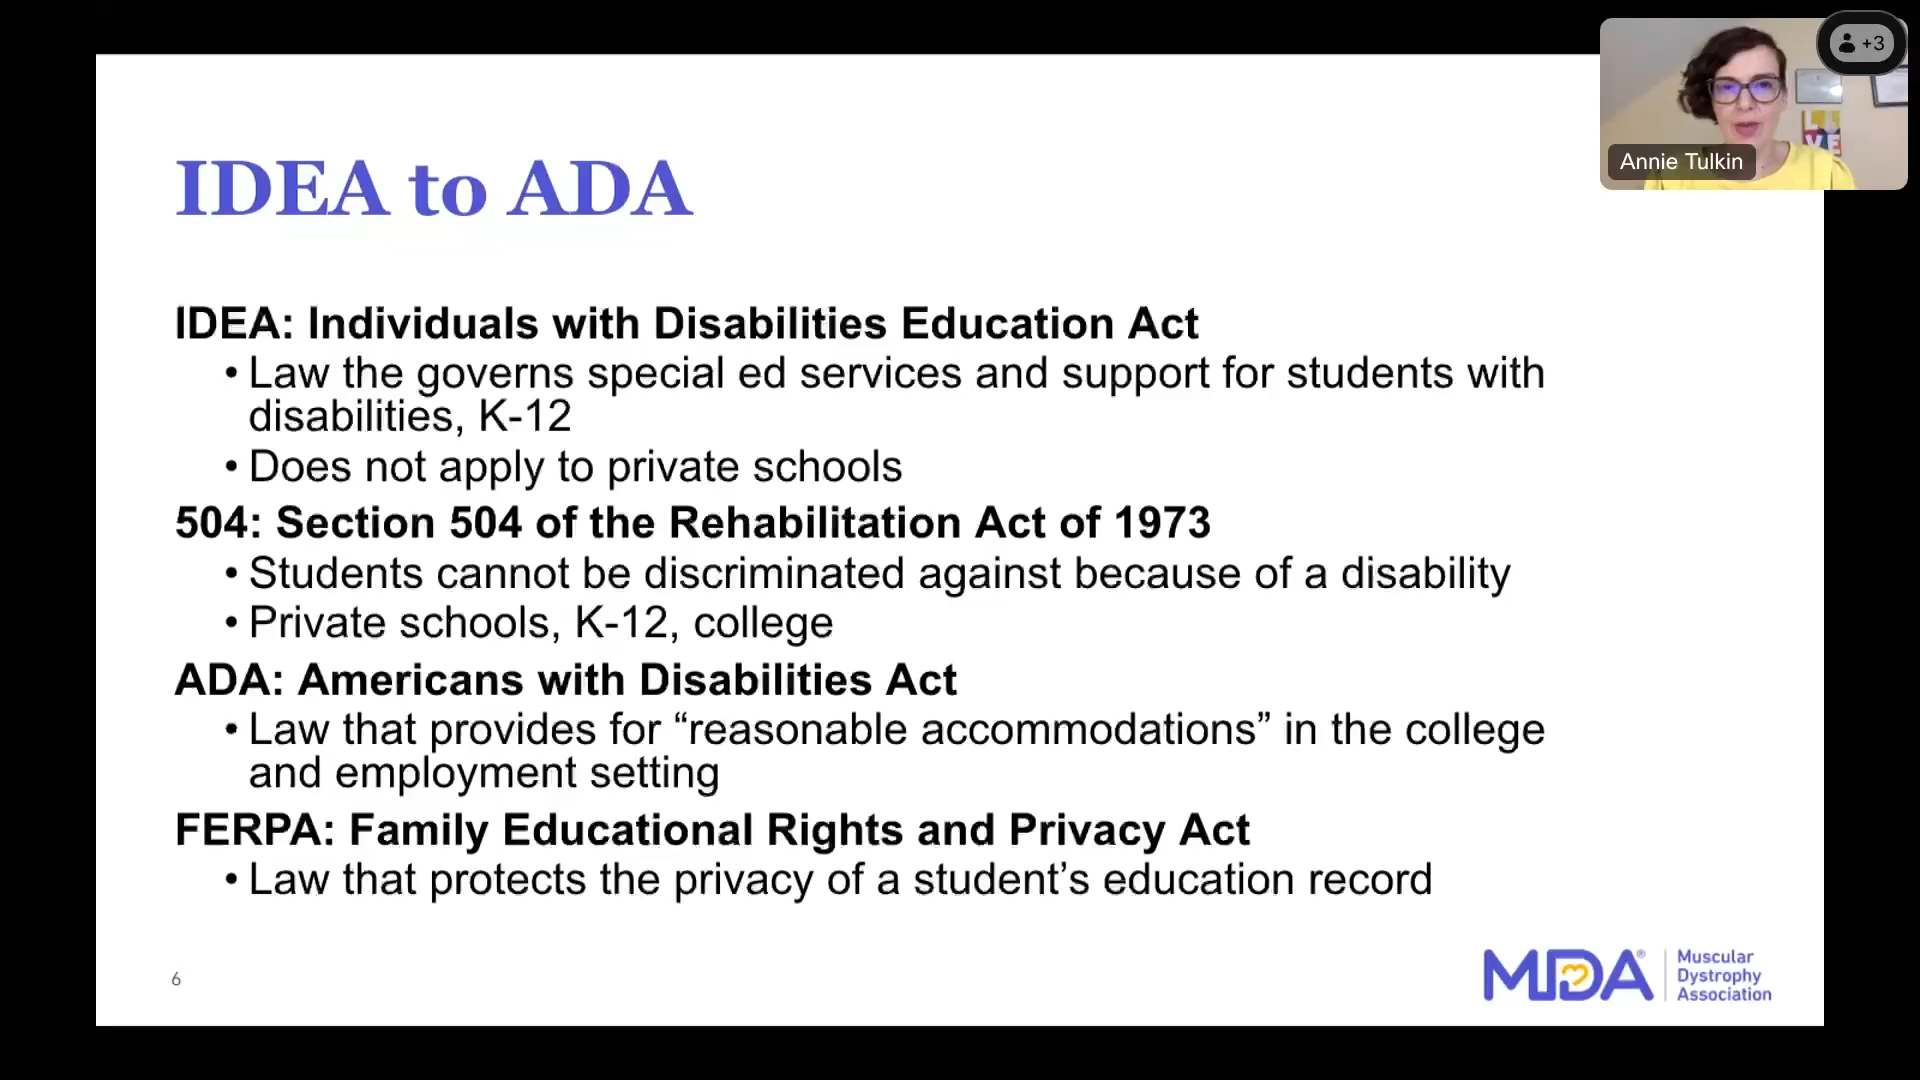 +3
Annie Tulkin
IDEA to ADA
IDEA: Individuals with Disabilities Education Act
• Law the governs special ed services and support for students with
disabilities, K-12
• Does not apply to private schools
504: Section 504 of the Rehabilitation Act of 1973
• Students cannot be discriminated against because of a disability
• Private schools, K-12, college
ADA: Americans with Disabilities Act
• Law that provides for “reasonable accommodations” in the college
and employment setting
FERPA: Family Educational Rights and Privacy Act
• Law that protects the privacy of a student’s education record
6
MDA®
Muscular
Dystrophy
Association